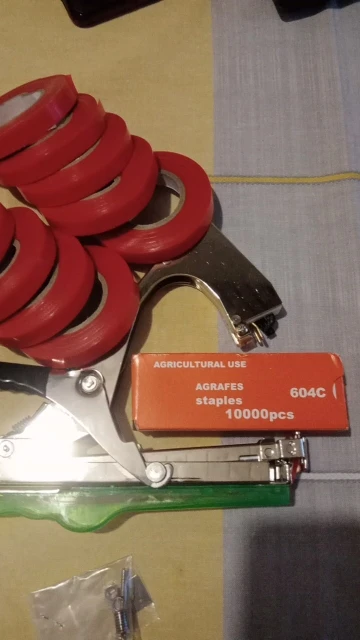 AGRICULTURAL USE
AGRAFES
604C
staples
10000pcs